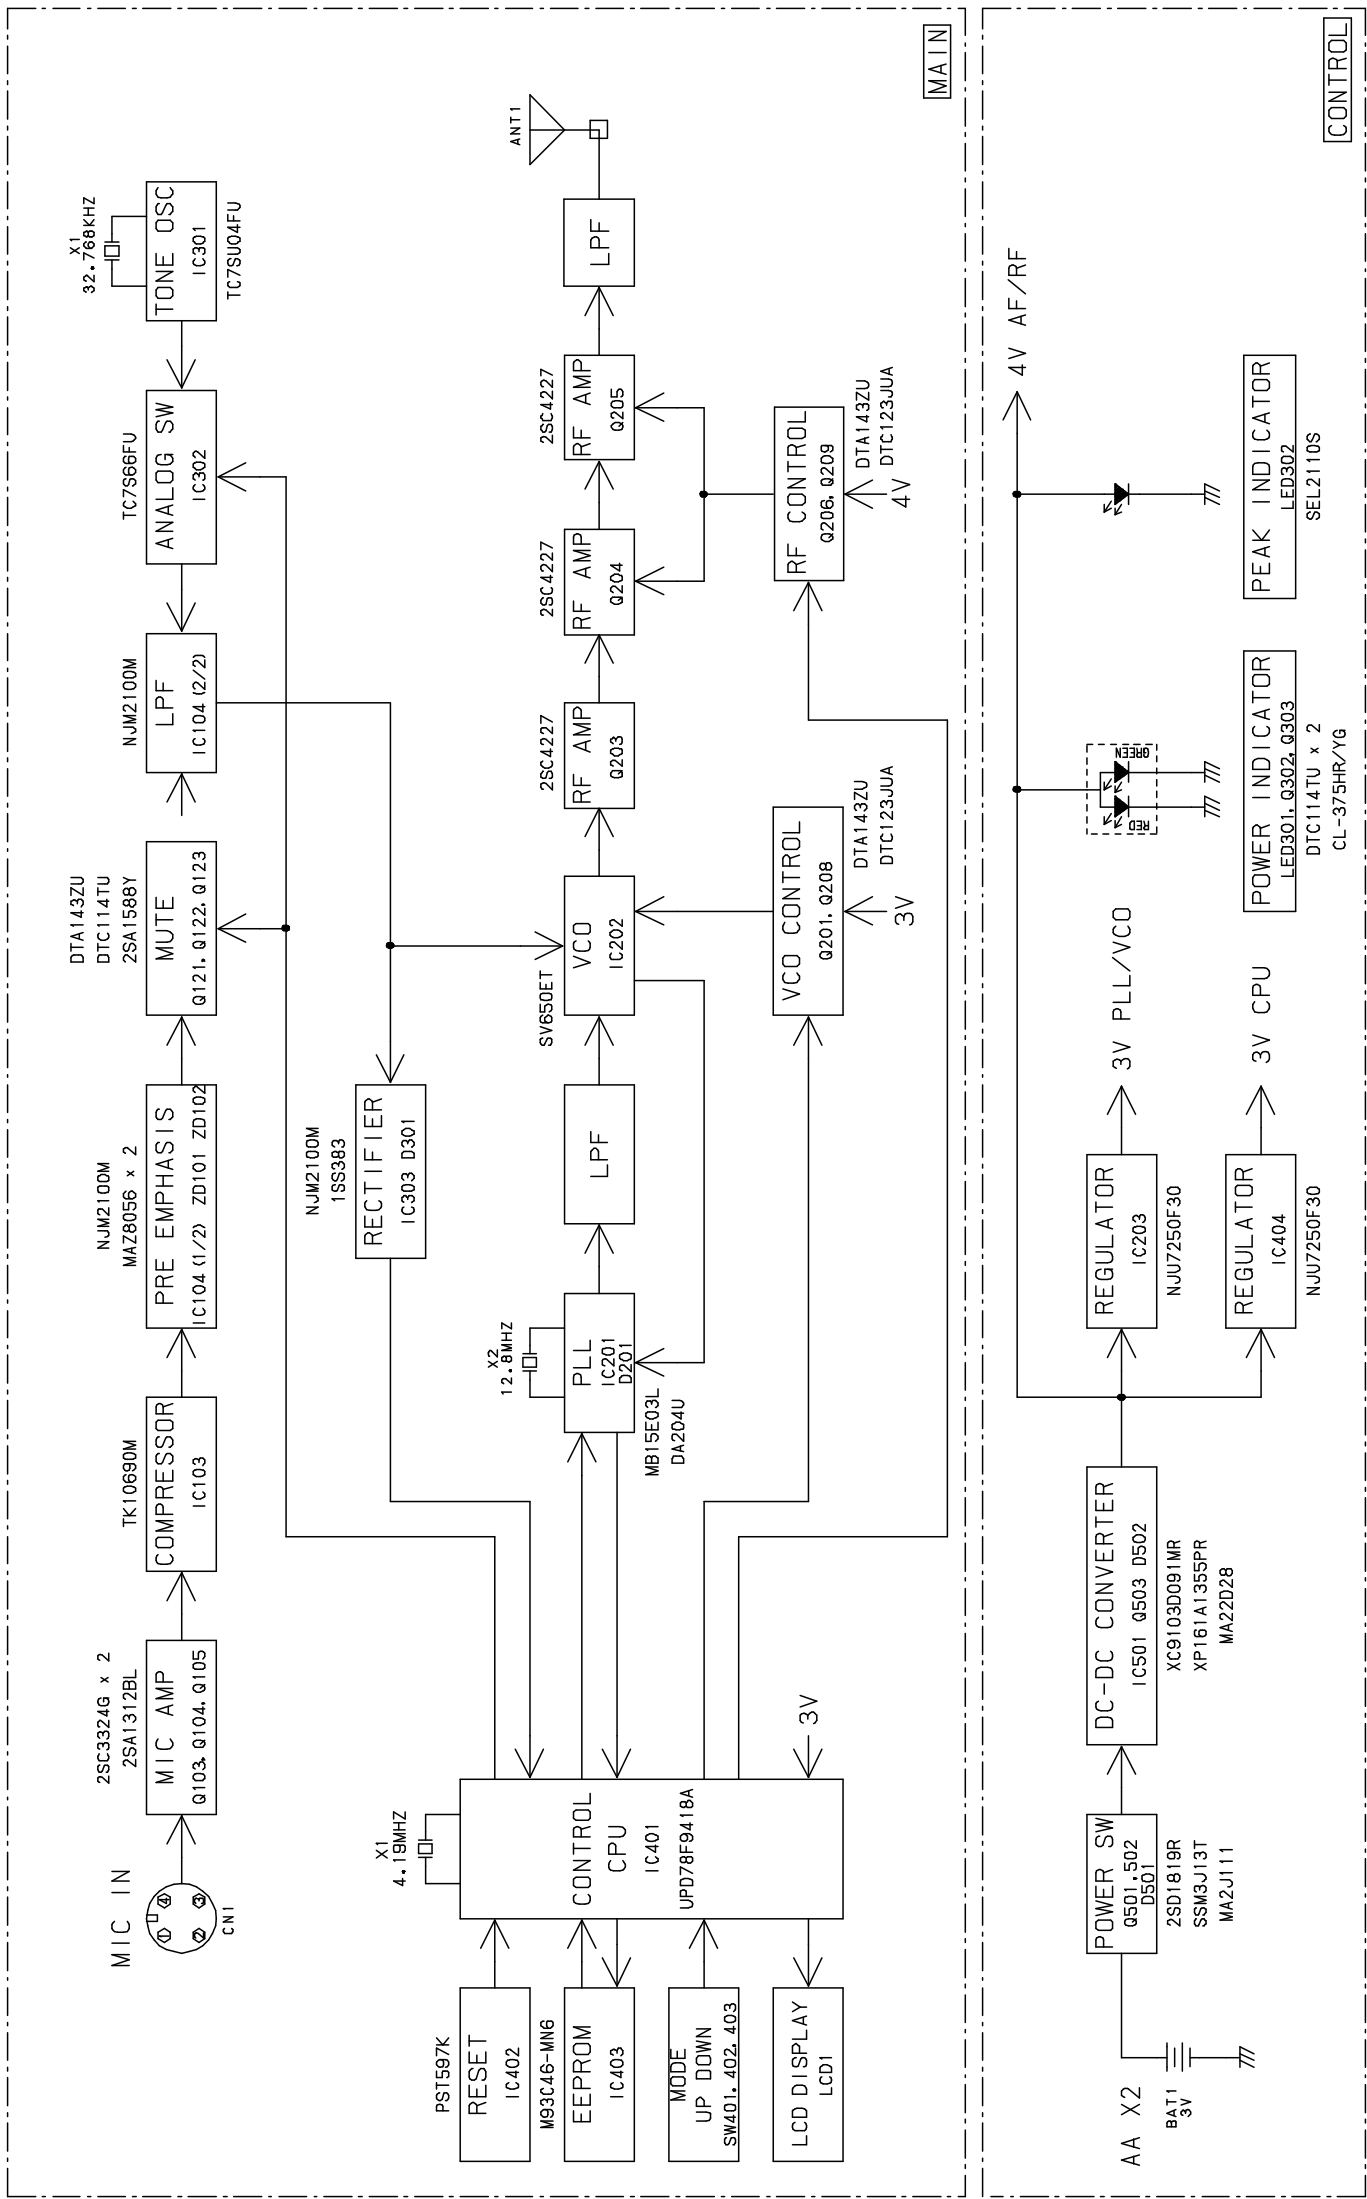 MIC IN
CN1
1
4
2
3
2SC3324G x 2
2SA1312BL
MIC AMP
Q103, Q104, Q105
TK10690M
COMPRESSOR
IC103
NJM2100M
MAZ8056 x 2
PRE EMPHASIS
IC104 (1/2) ZD101 ZD102
DTA143ZU
DTC114TU
2SA1588Y
MUTE
Q121, Q122, Q123
NJM2100M
LPF
IC104 (2/2)
TC7S66FU
ANALOG SW
IC302
X1
32.768KHZ
TONE OSC
IC301
TC7SU04FU
NJM2100M
1SS383
RECTIFIER
IC303 D301
X1
4.19MHZ
CONTROL
CPU
IC401
UPD78F9418A
3V
PST597K
RESET
IC402
M93C46-MN6
EEPROM
IC403
MODE
UP DOWN
SW401, 402, 403
LCD DISPLAY
LCD1
X2
12.8MHZ
PLL
IC201
D201
MB15E03L
DA204U
LPF
SV650ET
VCO
IC202
2SC4227
RF AMP
Q203
2SC4227
RF AMP
Q204
2SC4227
RF AMP
Q205
LPF
ANT1
VCO CONTROL
Q201, Q208
DTA143ZU
DTC123JUA
3V
RF CONTROL
Q206, Q209
DTA143ZU
DTC123JUA
4V
MAIN
AA X2
BAT1
3V
POWER SW
Q501,502
D501
2SD1819R
SSM3J13T
MA2J111
DC-DC CONVERTER
IC501 Q503 D502
XC9103D091MR
XP161A1355PR
MA22D28
REGULATOR
IC203
NJU7250F30
3V PLL/VCO
REGULATOR
IC404
NJU7250F30
3V CPU
4V AF/RF
RED
GREEN
POWER INDICATOR
LED301, Q302, Q303
DTC114TU x 2
CL-375HR/YG
PEAK INDICATOR
LED302
SEL2110S
CONTROL